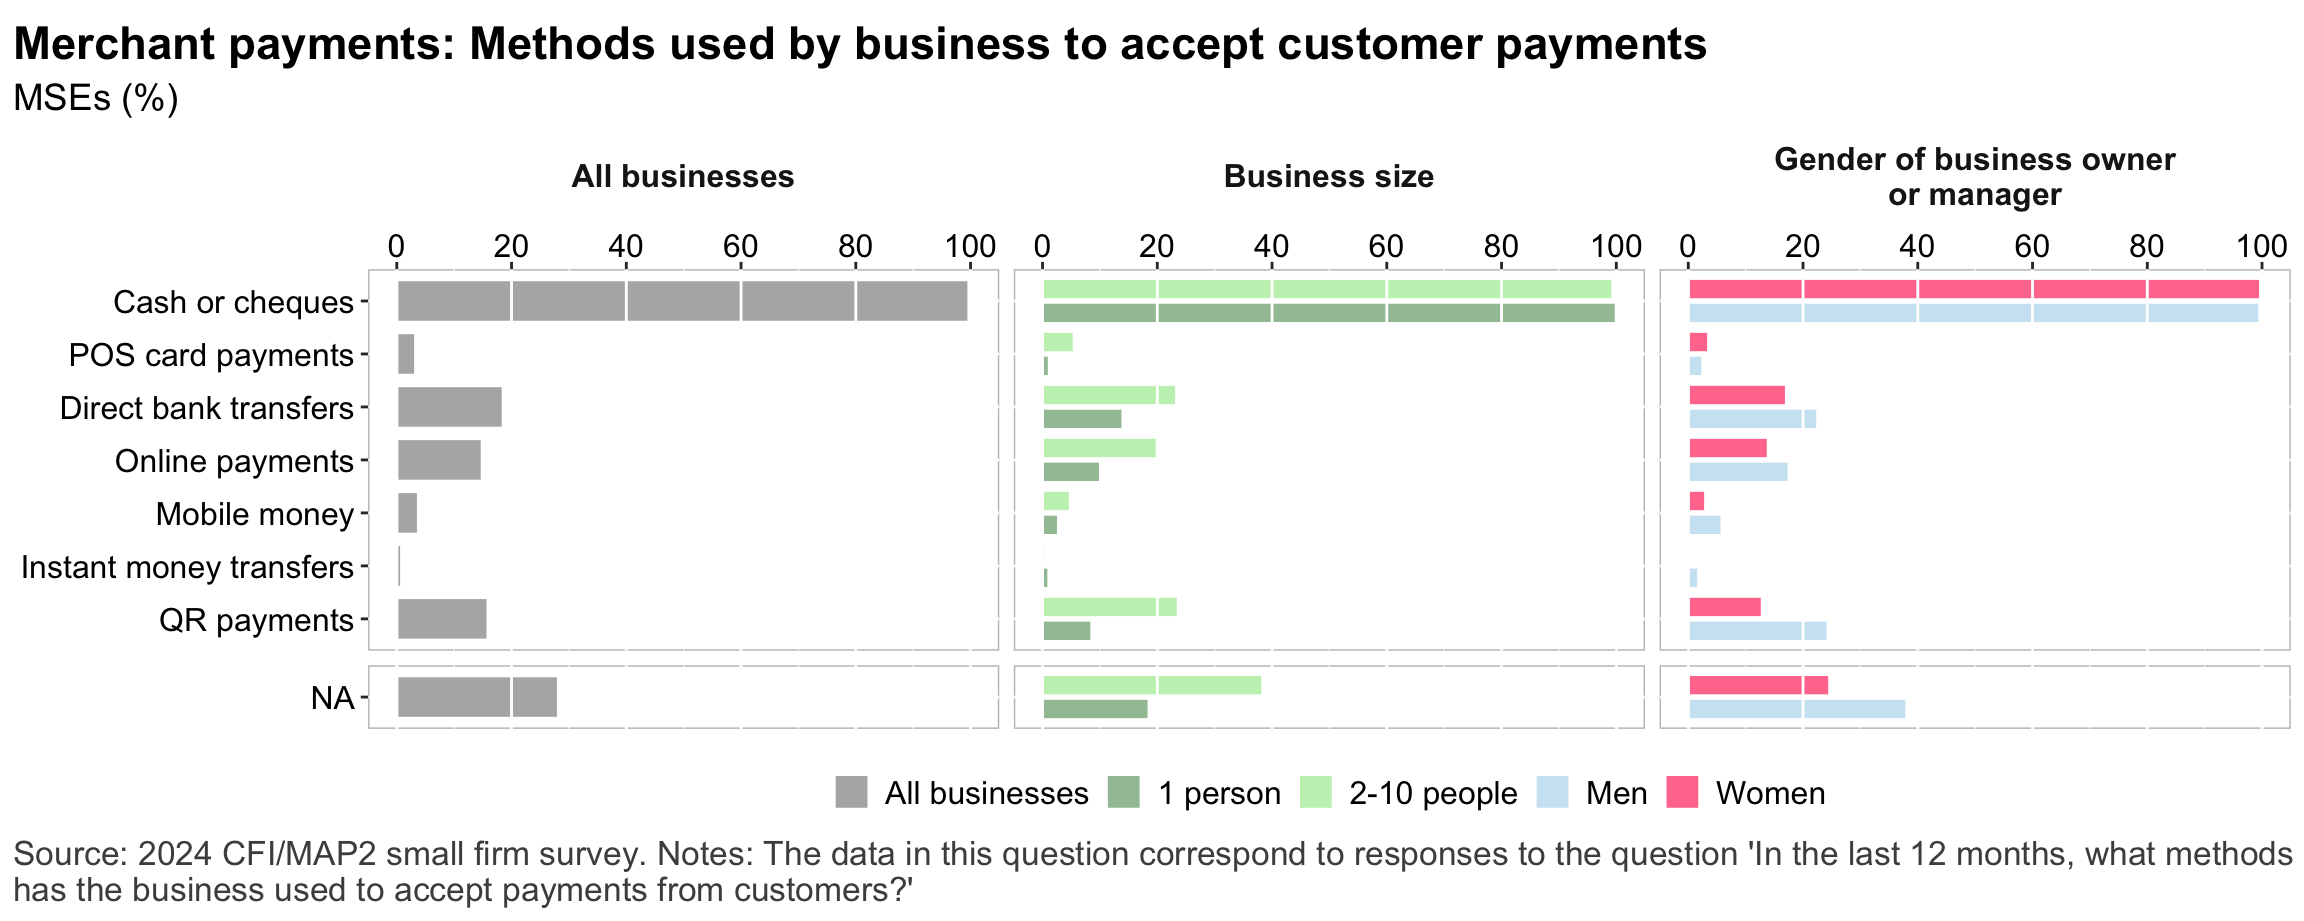 Merchant payments: Methods used by business to accept customer payments
MSEs (%)
All businesses
Business size
Gender of business owner
or manager
0 20 40 60 80 100
0 20 40 60 80 100
0 20 40 60 80 100
Cash or cheques
POS card payments
Direct bank transfers
Online payments
Mobile money
Instant money transfers
QR payments
NA
All businesses 1 person 2-10 people Men Women
Source: 2024 CFI/MAP2 small firm survey. Notes: The data in this question correspond to responses to the question 'In the last 12 months, what methods
has the business used to accept payments from customers?'